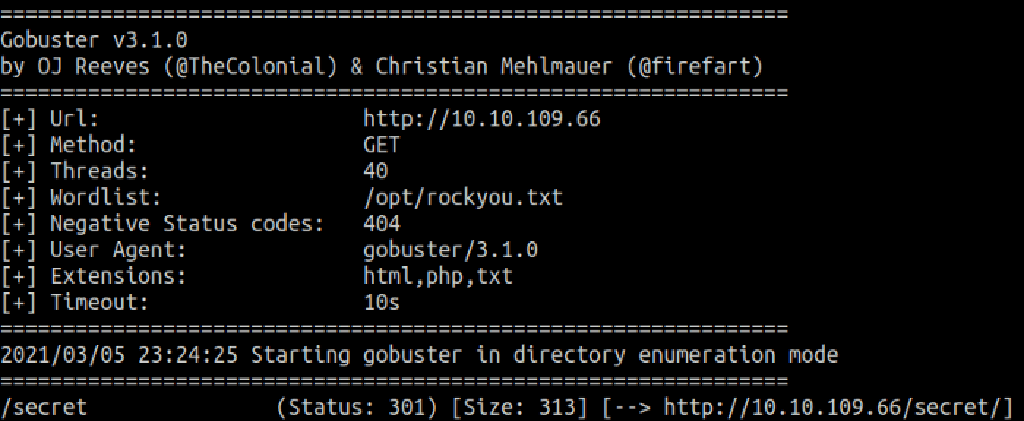 ===============================================================
Gobuster v3.1.0
by OJ Reeves (@TheColonial) & Christian Mehlmauer (@firefart)
===============================================================
[+] Url:                     http://10.10.109.66
[+] Method:                  GET
[+] Threads:                 40
[+] Wordlist:                /opt/rockyou.txt
[+] Negative Status codes:   404
[+] User Agent:              gobuster/3.1.0
[+] Extensions:              html,php,txt
[+] Timeout:                 10s
===============================================================
2021/03/05 23:24:25 Starting gobuster in directory enumeration mode
===============================================================
/secret               (Status: 301) [Size: 313] [--> http://10.10.109.66/secret/]